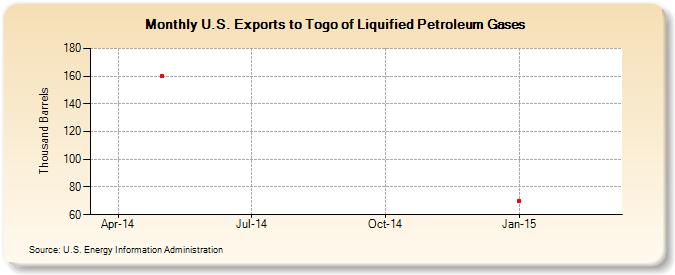 Monthly U.S. Exports to Togo of Liquified Petroleum Gases
Thousand Barrels
180
160
140
120
100
80
60
Apr-14 Jul-14 Oct-14 Jan-15
Source: U.S. Energy Information Administration